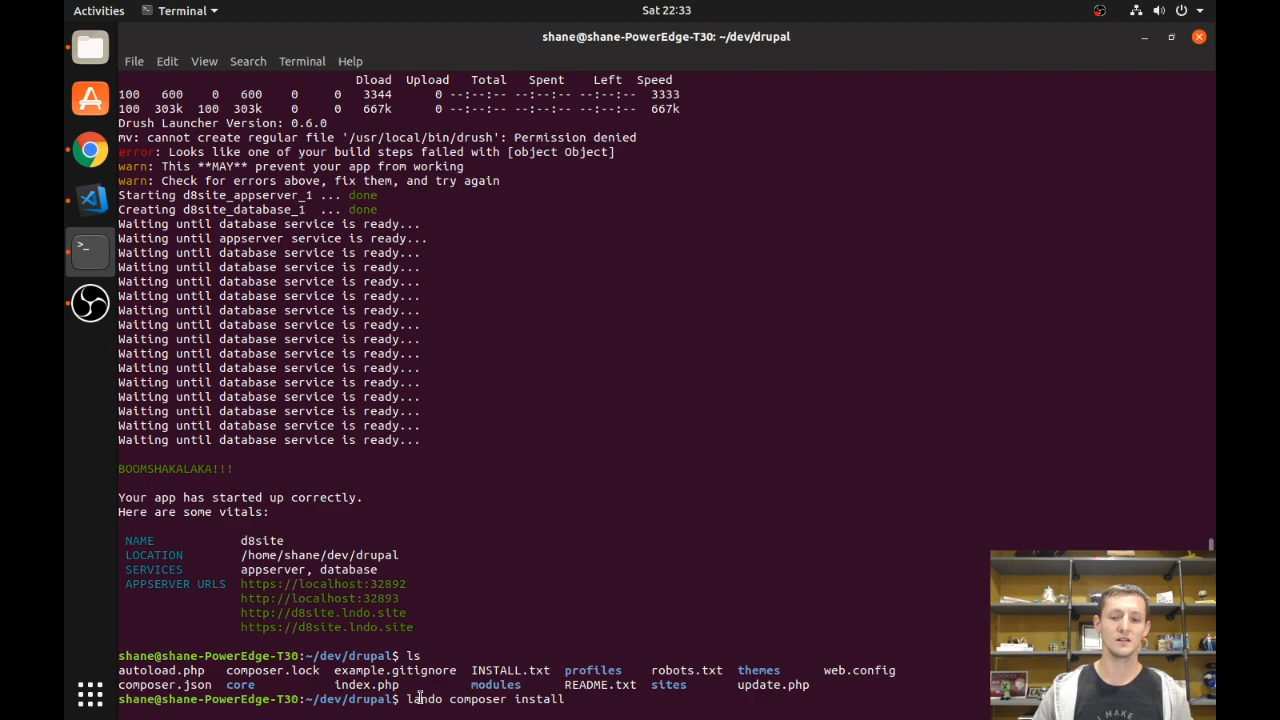 Activities Terminal Sat 22:33
shane@shane-PowerEdge-T30: ~/dev/drupal
File Edit View Search Terminal Help
Dload Upload Total Spent Left Speed
100 600 0 600 0 0 3344 0 --:--:-- --:--:-- --:--:-- 3333
100 303k 100 303k 0 0 667k 0 --:--:-- --:--:-- --:--:-- 667k
Drush Launcher Version: 0.6.0
mv: cannot create regular file '/usr/local/bin/drush': Permission denied
error: Looks like one of your build steps failed with [object Object]
warn: This **MAY** prevent your app from working
warn: Check for errors above, fix them, and try again
Starting d8site_appserver_1 ... done
Creating d8site_database_1 ... done
Waiting until database service is ready...
Waiting until appserver service is ready...
Waiting until database service is ready...
Waiting until database service is ready...
Waiting until database service is ready...
Waiting until database service is ready...
Waiting until database service is ready...
Waiting until database service is ready...
Waiting until database service is ready...
Waiting until database service is ready...
Waiting until database service is ready...
Waiting until database service is ready...
Waiting until database service is ready...
Waiting until database service is ready...
Waiting until database service is ready...
Waiting until database service is ready...
BOOMSHAKALAKA!!!
Your app has started up correctly.
Here are some vitals:
NAME d8site
LOCATION /home/shane/dev/drupal
SERVICES appserver, database
APPSERVER URLS https://localhost:32892
http://localhost:32893
http://d8site.lndo.site
https://d8site.lndo.site
shane@shane-PowerEdge-T30:~/dev/drupal$ ls
autoload.php composer.lock example.gitignore INSTALL.txt profiles robots.txt themes web.config
composer.json core index.php modules README.txt sites update.php
shane@shane-PowerEdge-T30:~/dev/drupal$ lando composer install